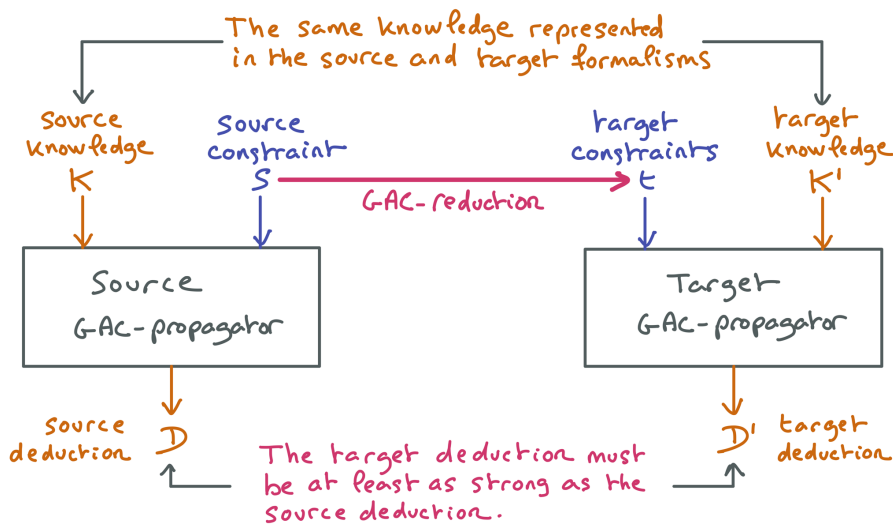 The same knowledge represented
in the source and target formalisms
source
knowledge
K
source
constraint
S
GAC-reduction
target
constraints
t
target
knowledge
K'
Source
GAC-propagator
Target
GAC-propagator
source
deduction
D
The target deduction must
be at least as strong as the
source deduction.
D'
target
deduction